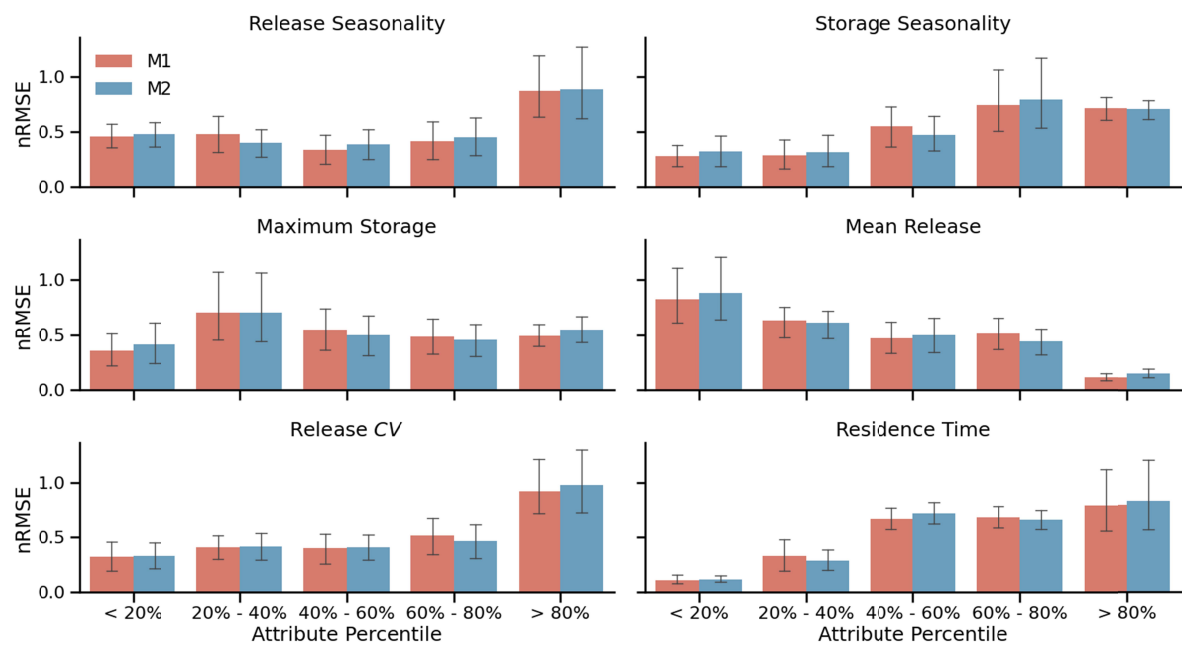 Release Seasonality
Storage Seasonality
nRMSE
1.0
0.5
0.0
M1
M2
Maximum Storage
Mean Release
nRMSE
1.0
0.5
0.0
Release CV
Residence Time
nRMSE
1.0
0.5
0.0
< 20% 20% - 40% 40% - 60% 60% - 80% > 80%
Attribute Percentile
< 20% 20% - 40% 40% - 60% 60% - 80% > 80%
Attribute Percentile